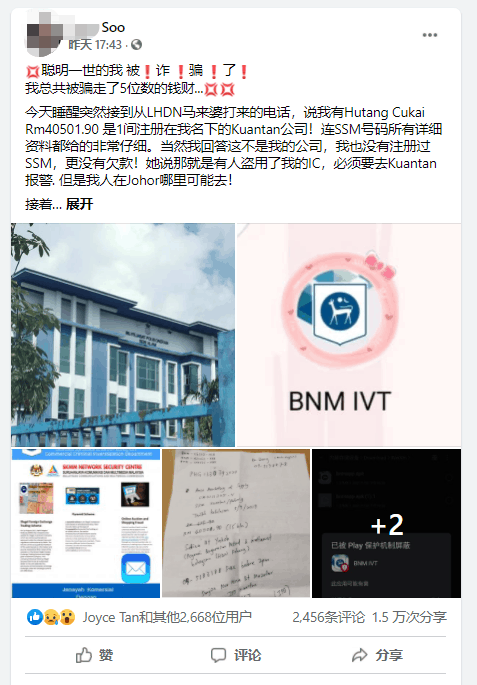 Soo
昨天 17:43 ·
💢聪明一世的我 被❗诈 ❗骗 ❗了❗
我总共被骗走了5位数的钱财...💢💢
今天睡醒突然接到从LHDN马来婆打来的电话，说我有Hutang Cukai
Rm40501.90 是1间注册在我名下的Kuantan公司！连SSM号码所有详细
资料都给的非常仔细。当然我回答这不是我的公司，我也没有注册过
SSM，更没有欠款！她说那就是有人盗用了我的IC，必须要去Kuantan
报警. 但是我人在Johor哪里可能去！
接着... 展开
BNM IVT
Commercial Criminal Investigation Department
SENIN NETWORK SECURITY CENTRE
+2
已被 Play 保护机制屏蔽
BNM IVT
Joyce Tan和其他2,668位用户
2,456条评论 1.5 万次分享
赞 评论 分享